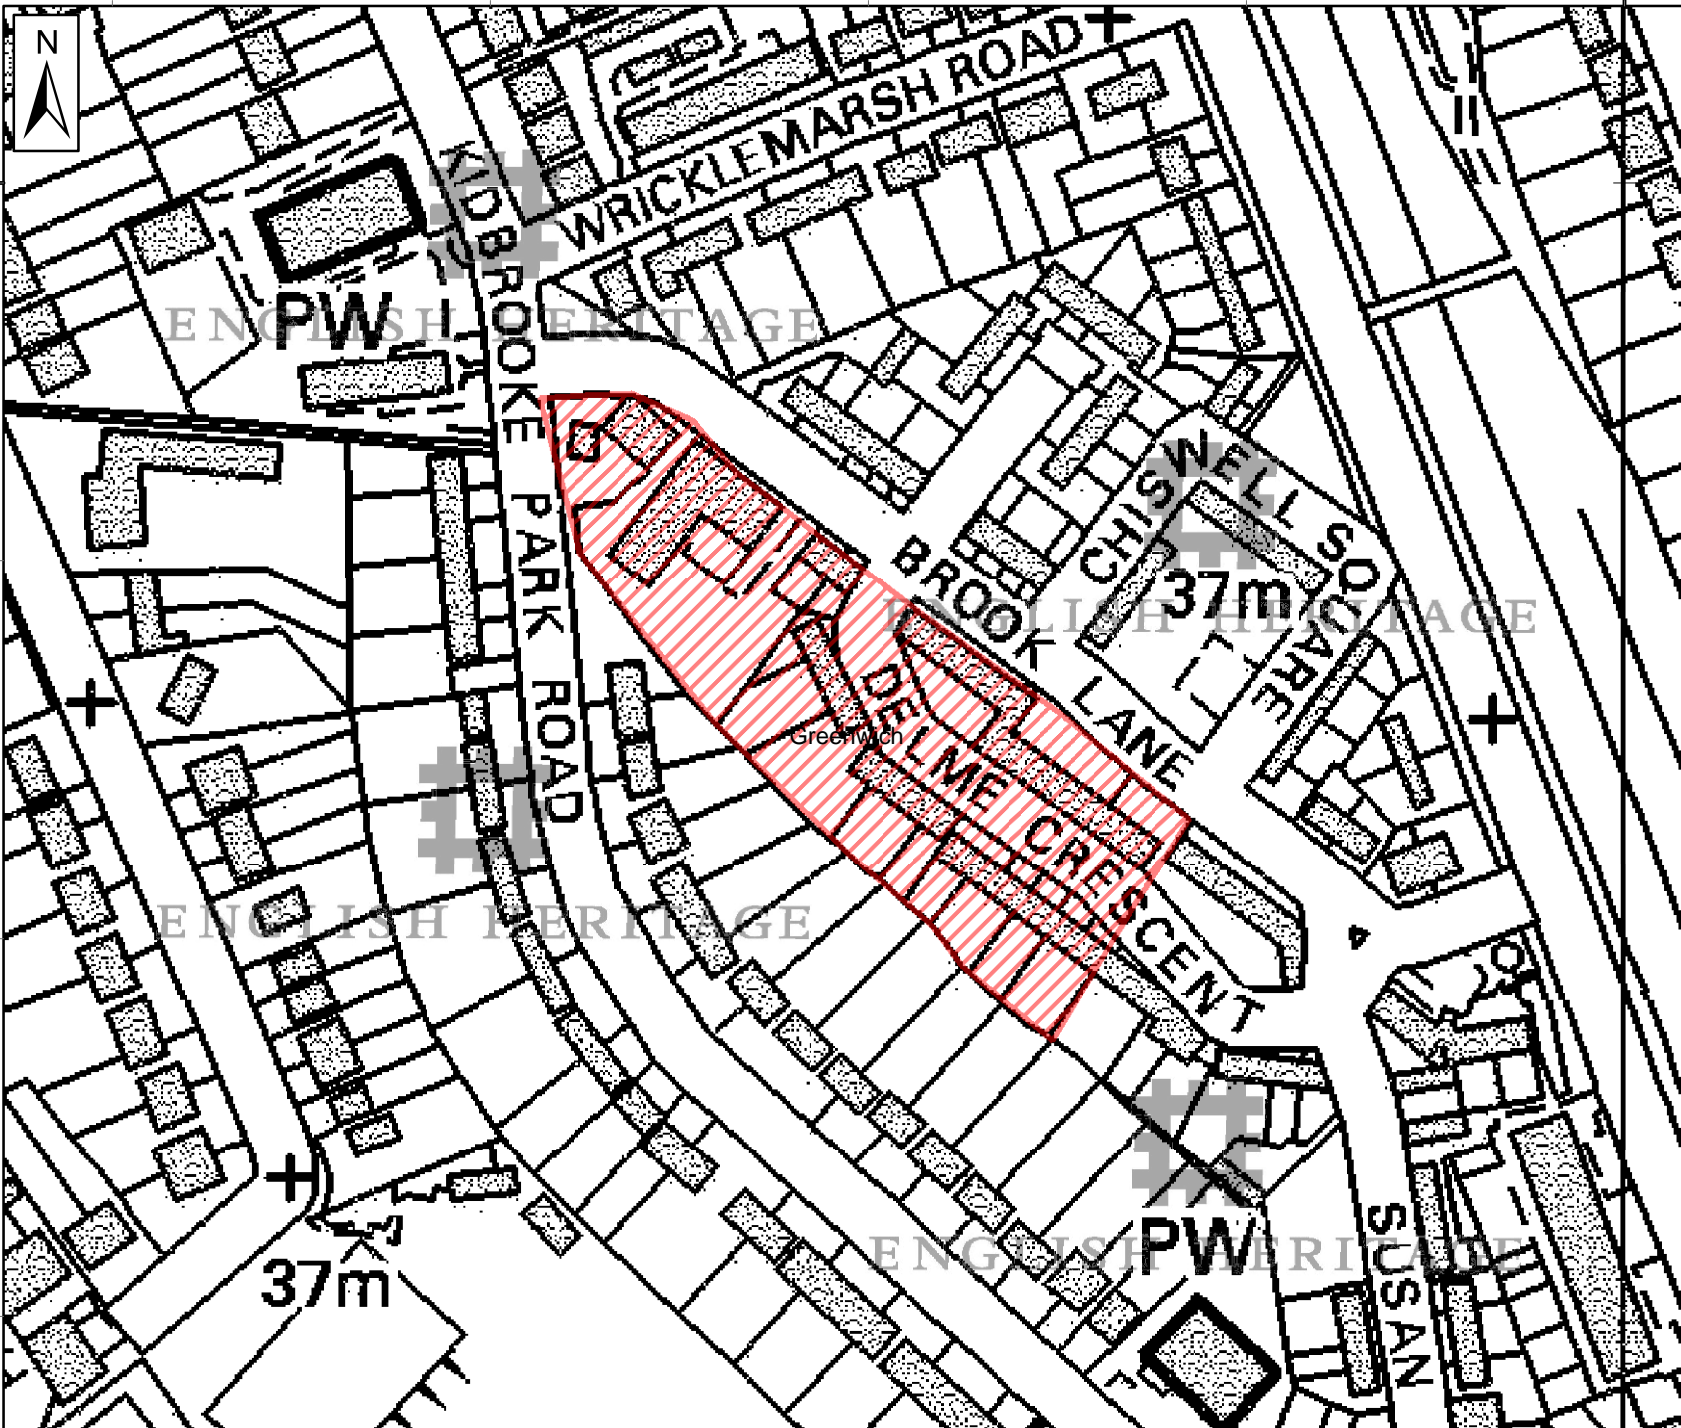 N
WRICKLEMARSH ROAD
KIDBROOKE PARK ROAD
PW
ENGLISH HERITAGE
CHISWELL SQUARE
37m
BROOK LANE
ENGLISH HERITAGE
DELME CRESCENT
Greenwich
ENGLISH HERITAGE
PW
ENGLISH HERITAGE
37m
SUSAN